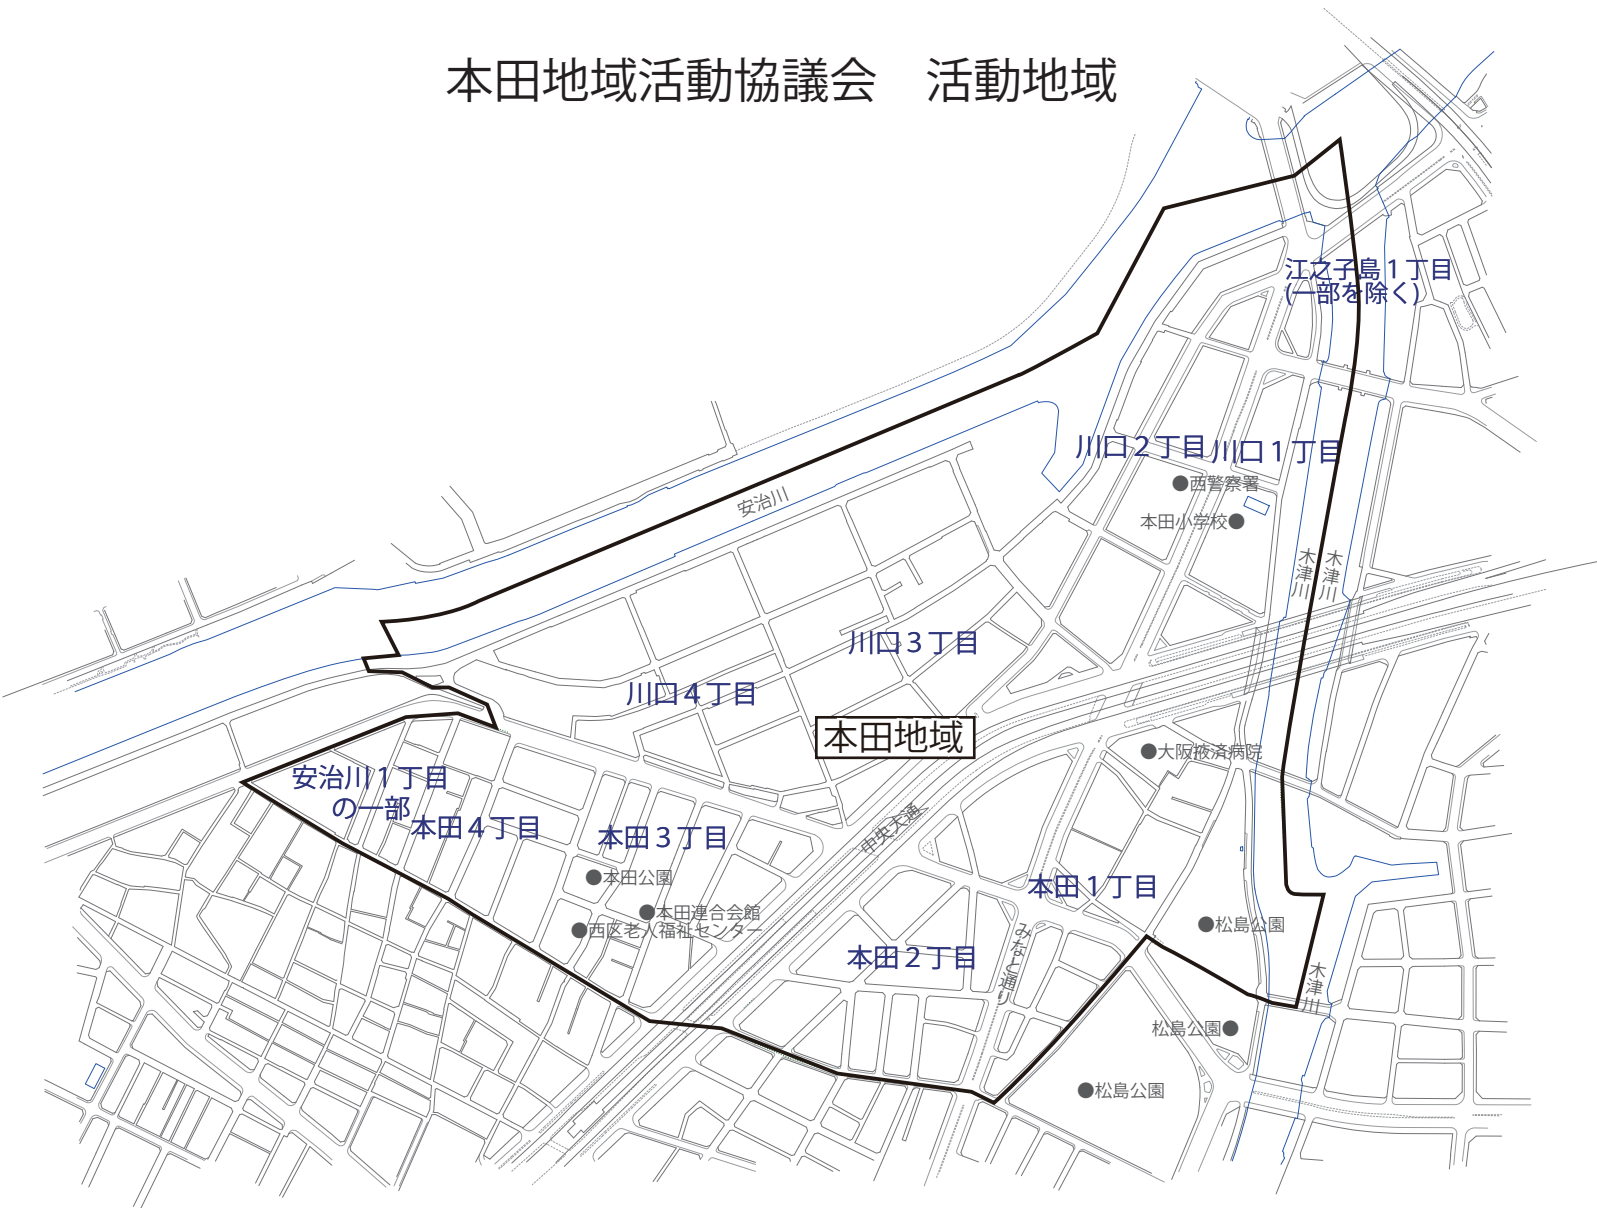 本田地域活動協議会　活動地域
江之子島１丁目
(一部を除く)
川口２丁目
川口１丁目
西警察署
安治川
本田小学校
木津川
木津川
川口３丁目
川口４丁目
本田地域
大阪掖済病院
安治川１丁目
の一部
本田４丁目
本田３丁目
中央大通
本田公園
本田１丁目
本田連合会館
西区老人福祉センター
松島公園
みなと通り
本田２丁目
木津川
松島公園
松島公園